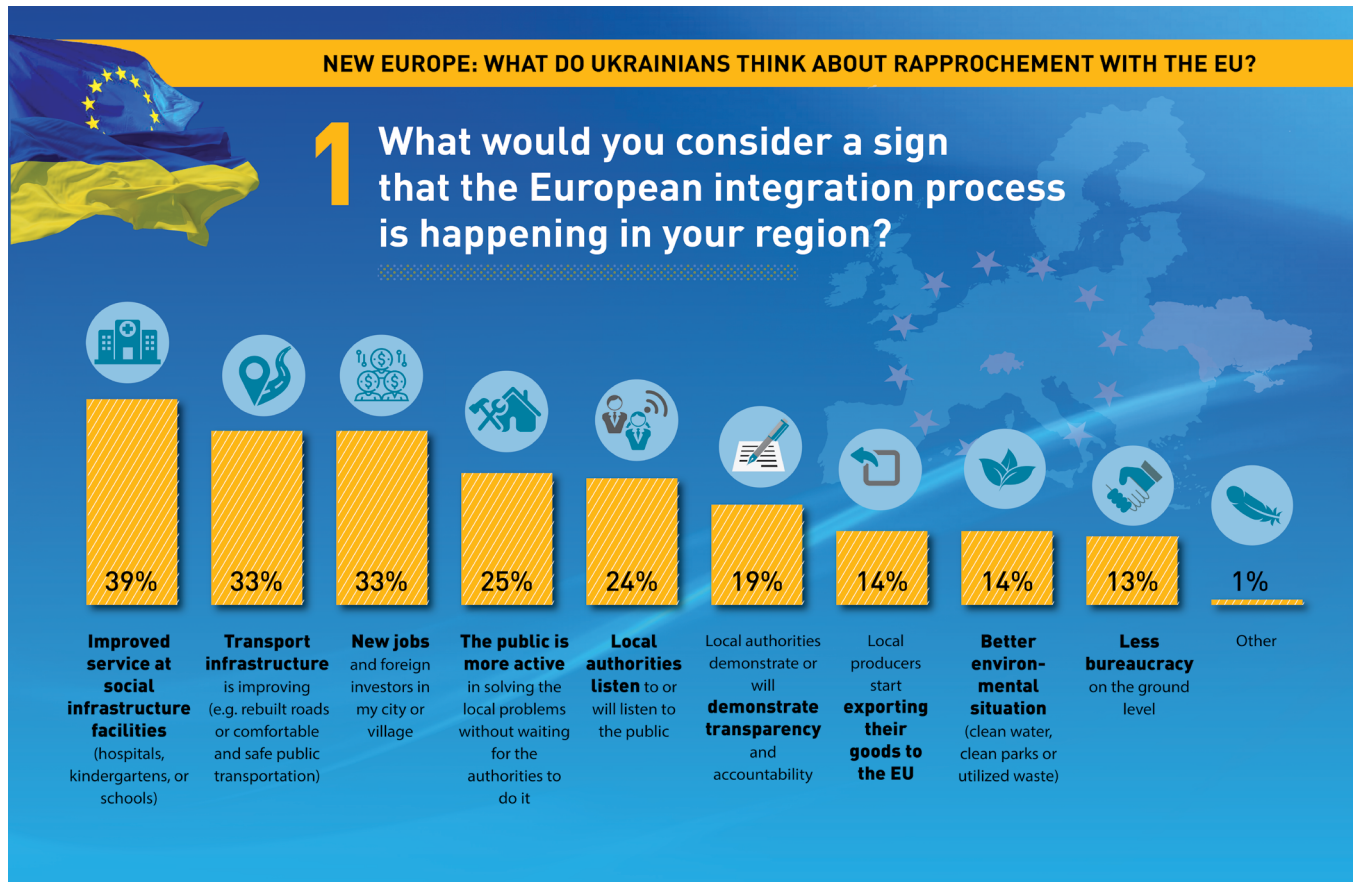 NEW EUROPE: WHAT DO UKRAINIANS THINK ABOUT RAPPROCHEMENT WITH THE EU?
1
What would you consider a sign
that the European integration process
is happening in your region?
39%
33%
33%
25%
24%
19%
14%
14%
13%
1%
Improved
service at
social
infrastructure
facilities
(hospitals,
kindergartens, or
schools)
Transport
infrastructure
is improving
(e.g. rebuilt roads
or comfortable
and safe public
transportation)
New jobs
and foreign
investors in
my city or
village
The public is
more active
in solving the
local problems
without waiting
for the
authorities to
do it
Local
authorities
listen to or
will listen to
the public
Local authorities
demonstrate or
will
demonstrate
transparency
and
accountability
Local
producers
start
exporting
their
goods to
the EU
Better
environ-
mental
situation
(clean water,
clean parks or
utilized waste)
Less
bureaucracy
on the ground
level
Other